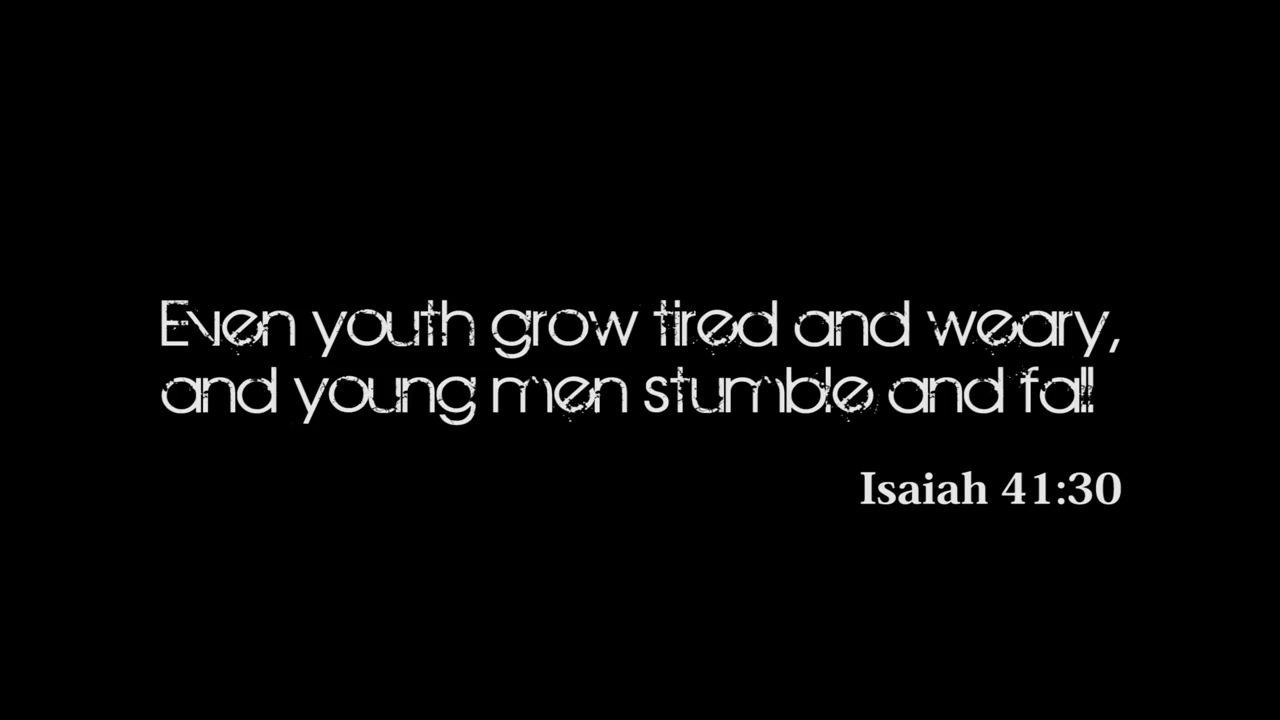 Even youth grow tired and weary,
and young men stumble and fall
Isaiah 41:30